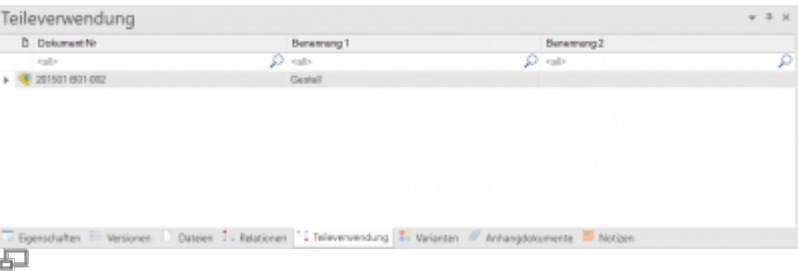 Teileverwendung
Dokument-Nr Benennung 1 Benennung 2
<all> <all> <all>
201501-B01-002 Gestell
Eigenschaften Versionen Dateien Relationen Teileverwendung Varianten Anhangdokumente Notizen